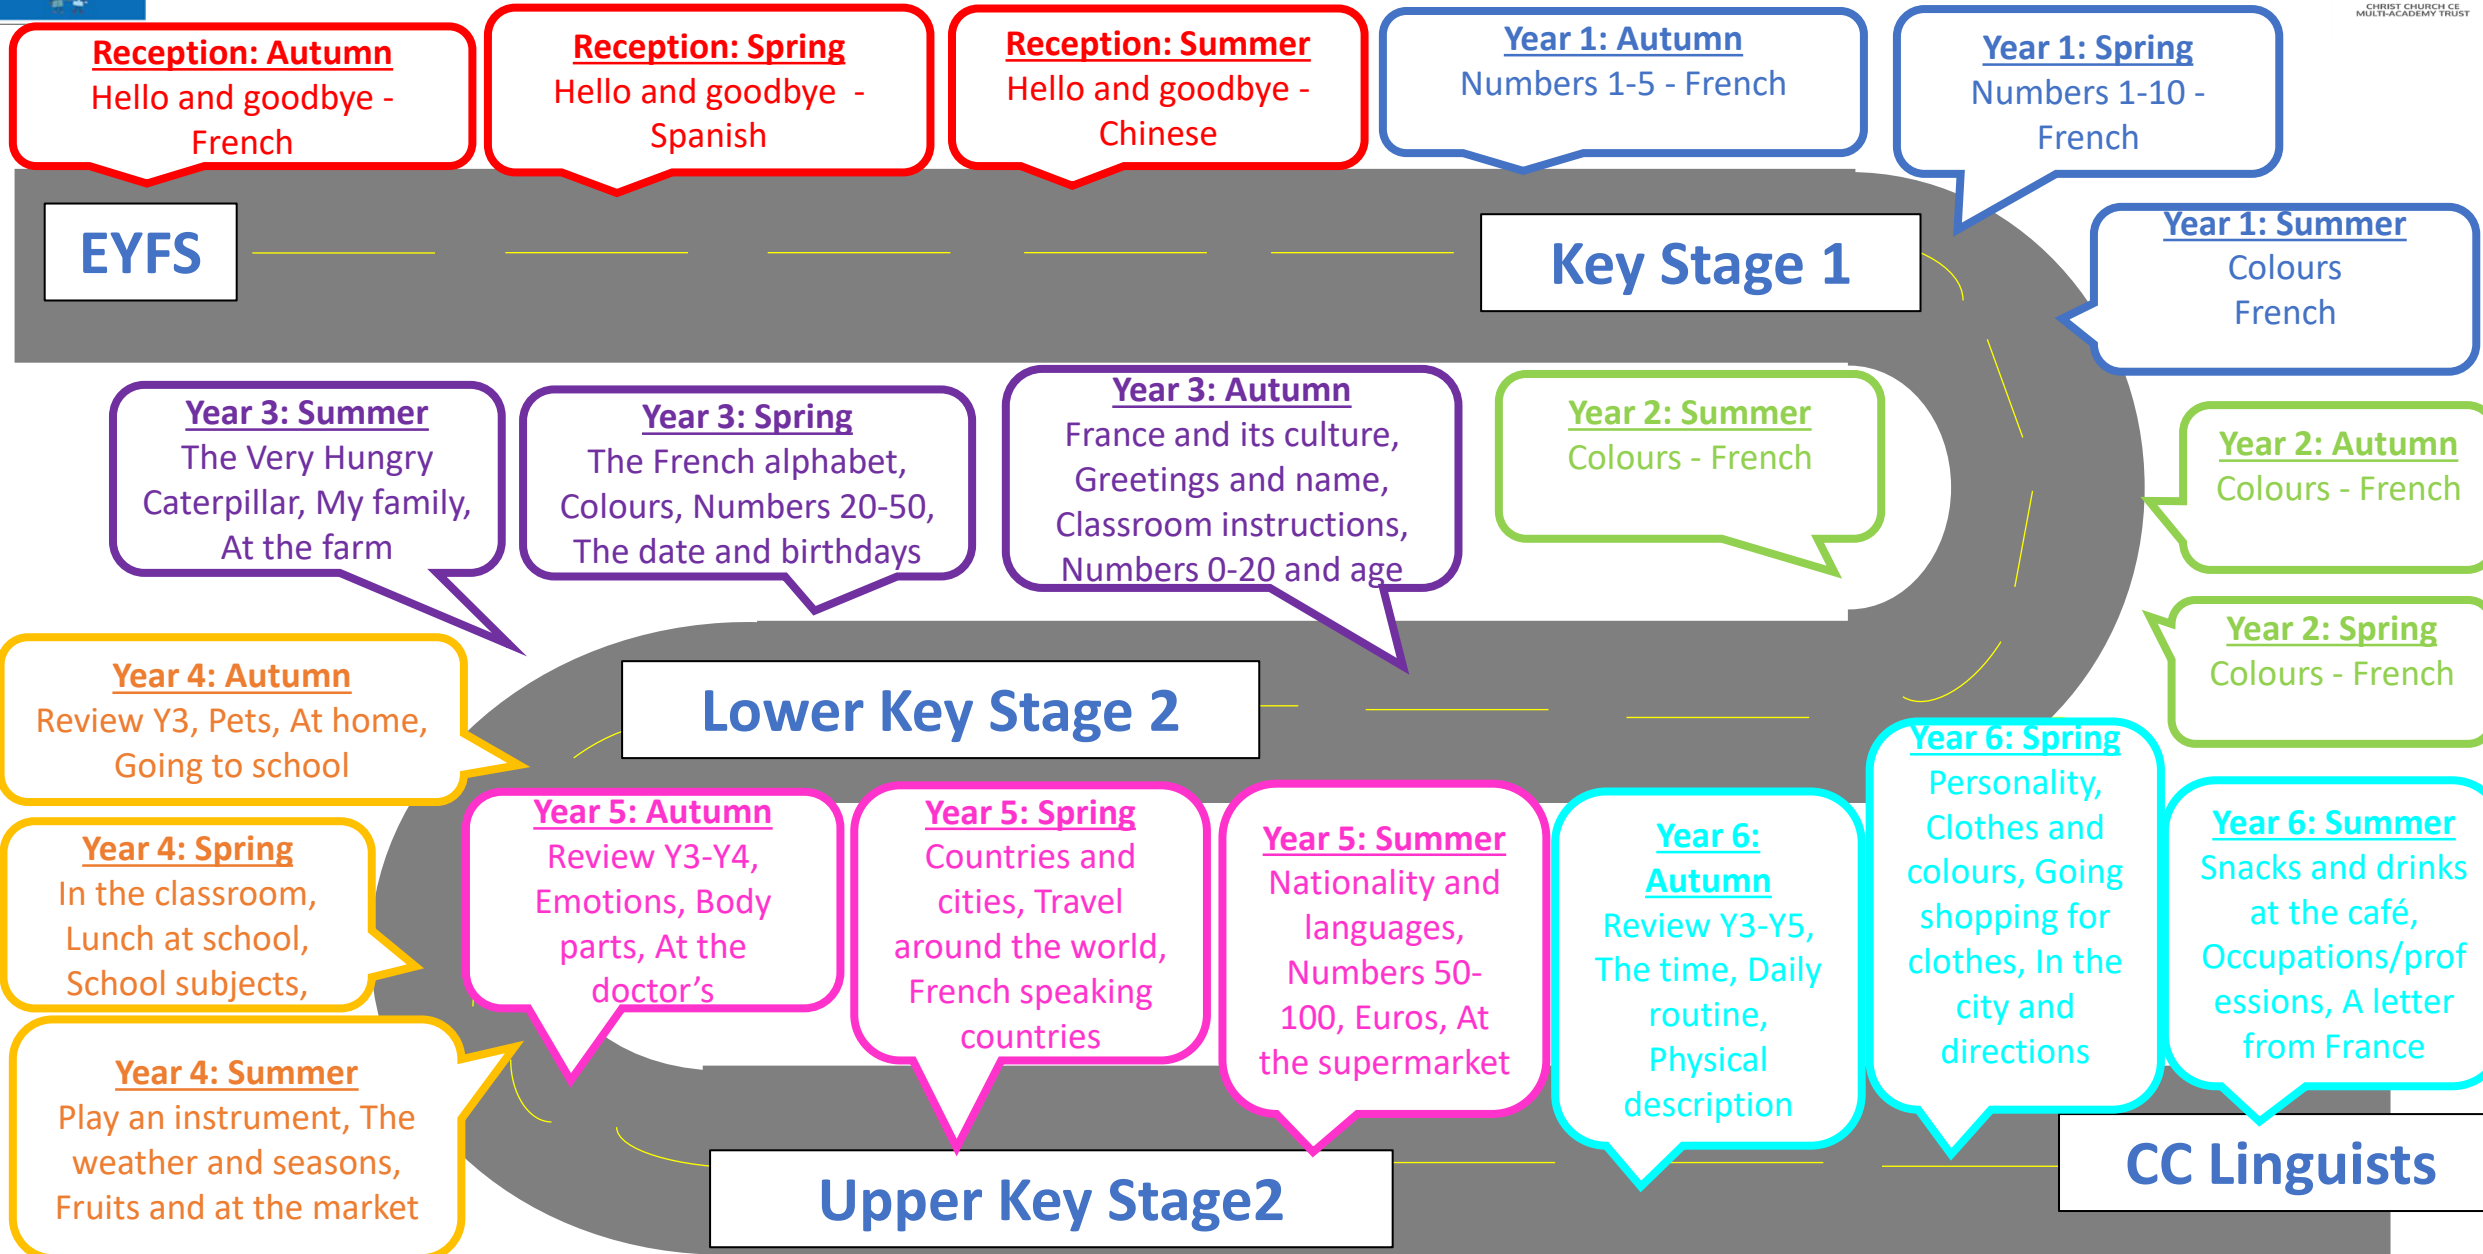 CHRIST CHURCH CE
MULTI-ACADEMY TRUST
Reception: Autumn
Hello and goodbye -
French
Reception: Spring
Hello and goodbye  -
Spanish
Reception: Summer
Hello and goodbye -
Chinese
Year 1: Autumn
Numbers 1-5 - French
Year 1: Spring
Numbers 1-10 -
French
EYFS
Key Stage 1
Year 1: Summer
Colours
French
Year 2: Autumn
Colours - French
Year 2: Spring
Colours - French
Year 2: Summer
Colours - French
Year 3: Autumn
France and its culture,
Greetings and name,
Classroom instructions,
Numbers 0-20 and age
Year 3: Spring
The French alphabet,
Colours, Numbers 20-50,
The date and birthdays
Year 3: Summer
The Very Hungry
Caterpillar, My family,
At the farm
Lower Key Stage 2
Year 4: Autumn
Review Y3, Pets, At home,
Going to school
Year 4: Spring
In the classroom,
Lunch at school,
School subjects,
Year 4: Summer
Play an instrument, The
weather and seasons,
Fruits and at the market
Year 5: Autumn
Review Y3-Y4,
Emotions, Body
parts, At the
doctor’s
Year 5: Spring
Countries and
cities, Travel
around the world,
French speaking
countries
Year 5: Summer
Nationality and
languages,
Numbers 50-
100, Euros, At
the supermarket
Year 6:
Autumn
Review Y3-Y5,
The time, Daily
routine,
Physical
description
Year 6: Spring
Personality,
Clothes and
colours, Going
shopping for
clothes, In the
city and
directions
Year 6: Summer
Snacks and drinks
at the café,
Occupations/prof
essions, A letter
from France
Upper Key Stage2
CC Linguists